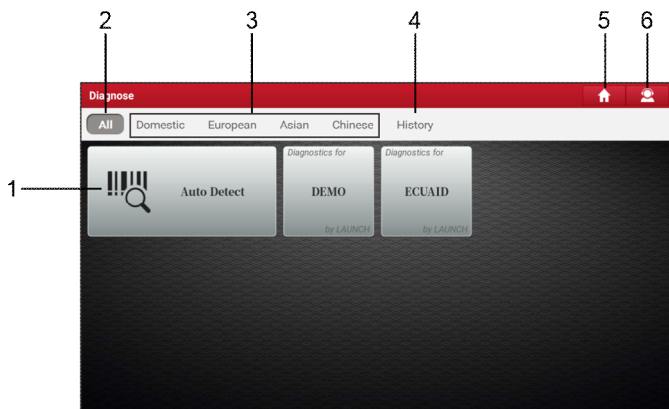 2 3 4 5 6
Diagnose
All Domestic European Asian Chinese History
1
Diagnostics for Diagnostics for
Auto Detect DEMO ECUAID
by LAUNCH by LAUNCH